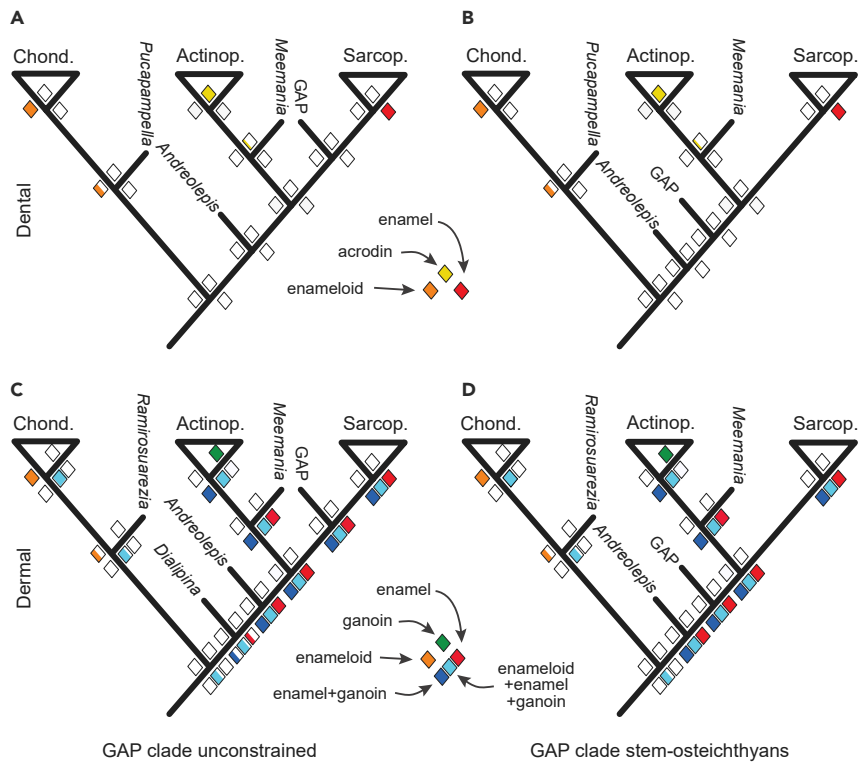 A
Chond.
Pucapampella
Actinop.
Meemania
GAP
Sarcop.
Andreolepis
Dental
enamel
acrodin
enameloid
B
Chond.
Pucapampella
Actinop.
Meemania
Sarcop.
Andreolepis
GAP
C
Chond.
Ramirosuarezia
Actinop.
Meemania
GAP
Sarcop.
Andreolepis
Dialipina
Dermal
enamel
ganoin
enameloid
enamel+ganoin
enameloid
+enamel
+ganoin
GAP clade unconstrained
D
Chond.
Ramirosuarezia
Actinop.
Meemania
Sarcop.
Andreolepis
GAP
GAP clade stem-osteichthyans